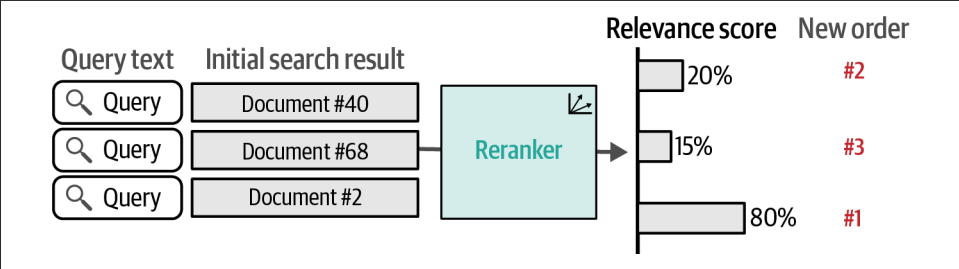 Query text Initial search result Relevance score New order
Query Document #40 20% #2
Query Document #68 Reranker 15% #3
Query Document #2 80% #1